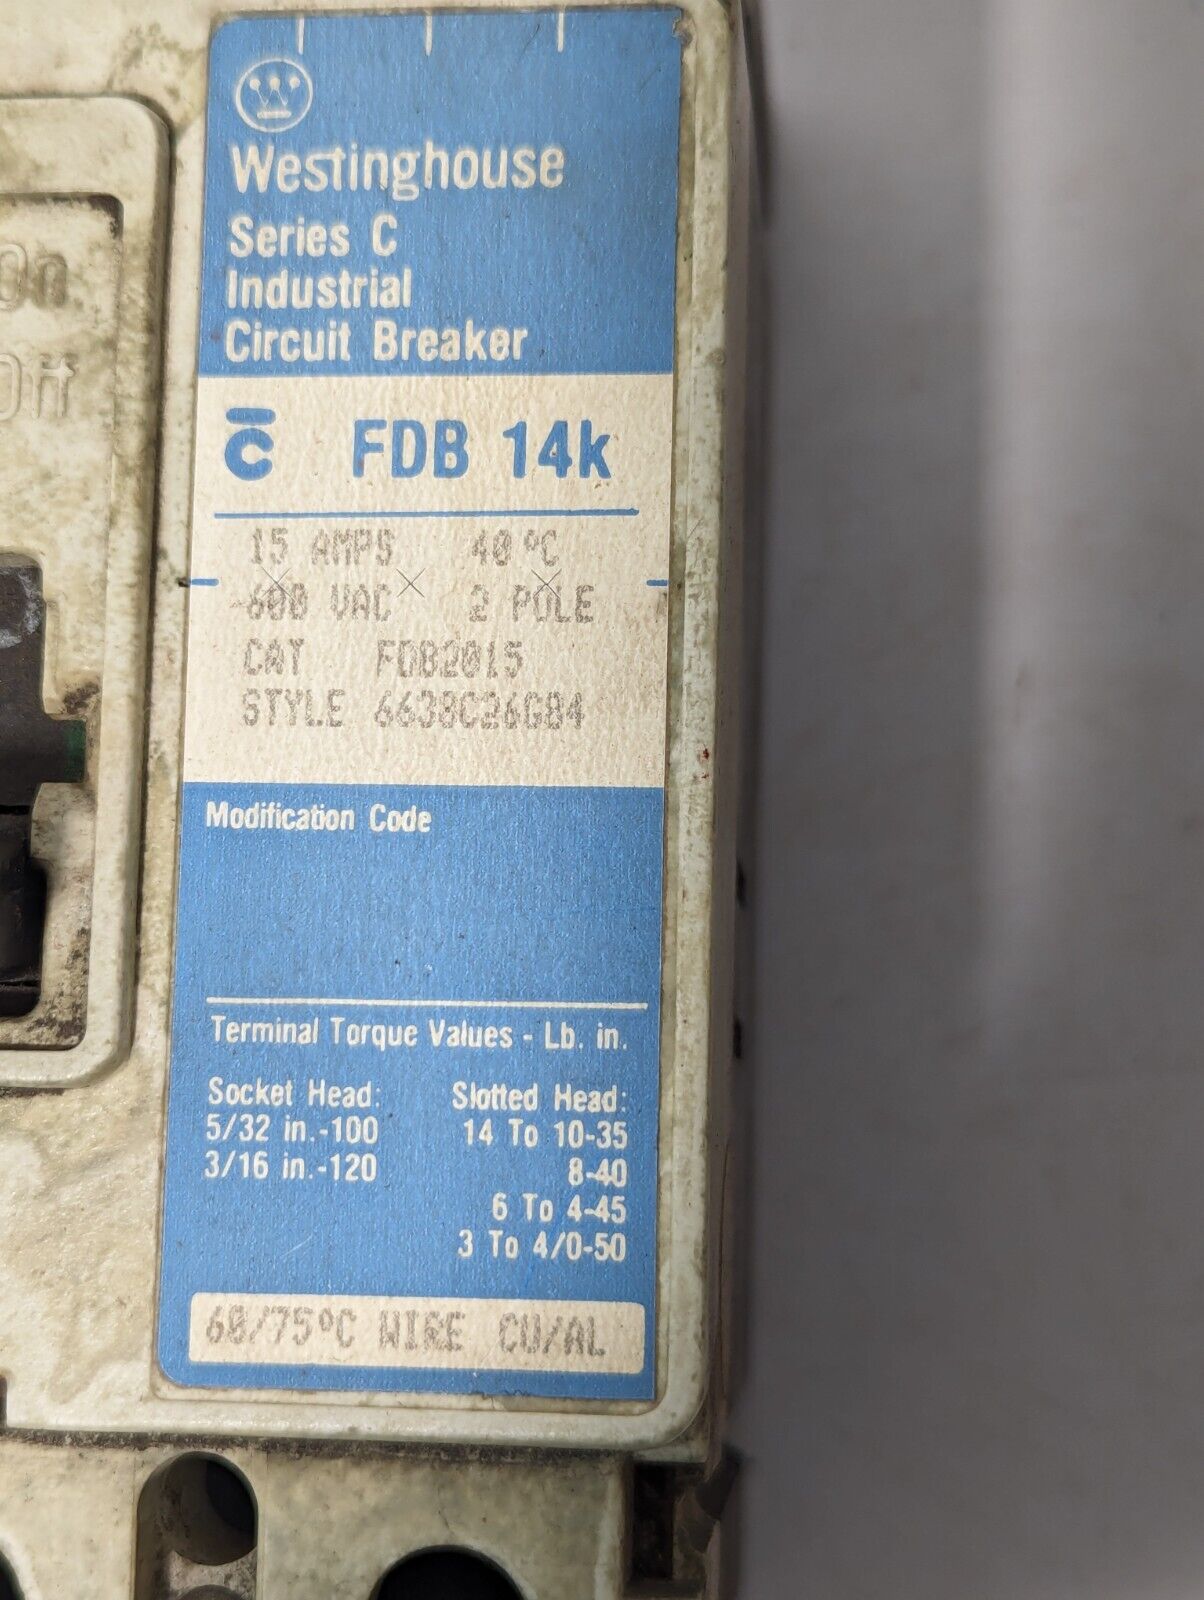 Westinghouse
Series C
Industrial
Circuit Breaker
On
Off
C FDB 14k
15 AMPS 40°C
600 VAC 2 POLE
CAT FDB2015
STYLE 6638C26G84
Modification Code
Terminal Torque Values - Lb. in.
Socket Head: Slotted Head:
5/32 in.-100 14 To 10-35
3/16 in.-120 8-40
6 To 4-45
3 To 4/0-50
60/75°C WIRE CU/AL